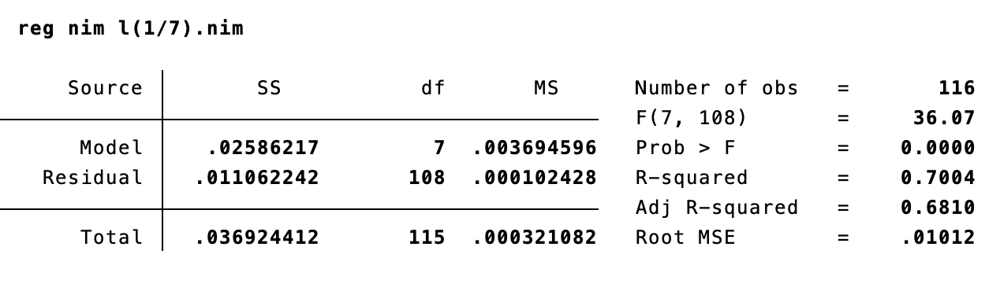 reg nim l(1/7).nim
Source SS df MS Number of obs = 116
F(7, 108) = 36.07
Model .02586217 7 .003694596 Prob > F = 0.0000
Residual .011062242 108 .000102428 R-squared = 0.7004
Adj R-squared = 0.6810
Total .036924412 115 .000321082 Root MSE = .01012